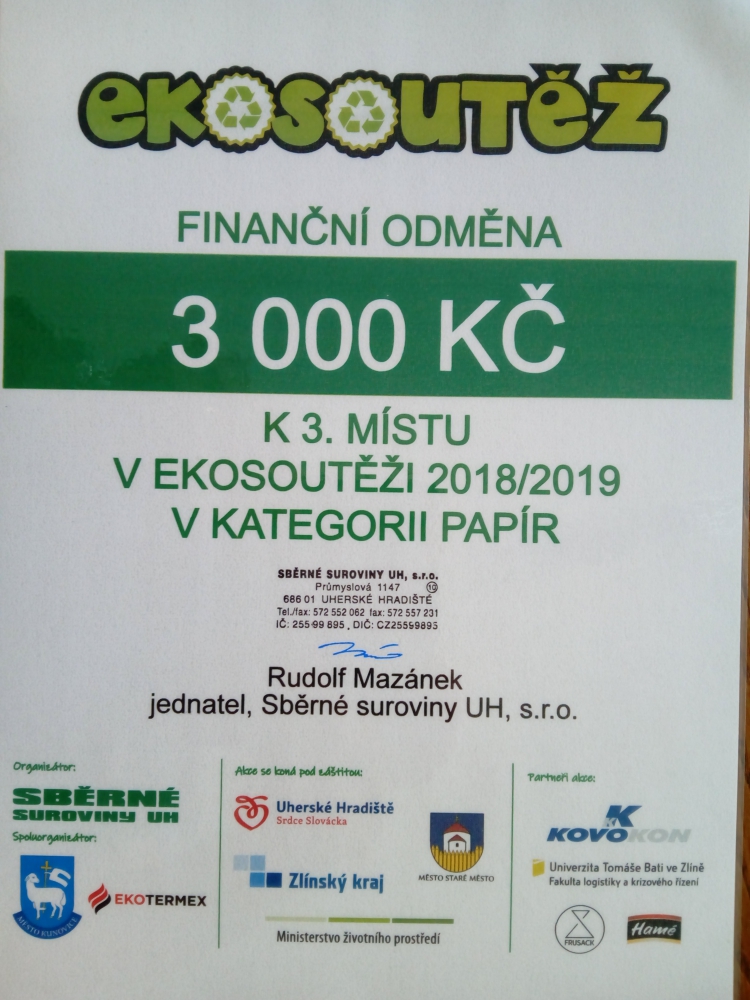 EKOSOUTĚŽ
FINANČNÍ ODMĚNA
3 000 KČ
K 3. MÍSTU
V EKOSOUTĚŽI 2018/2019
V KATEGORII PAPÍR
SBĚRNÉ SUROVINY UH, s.r.o.
Průmyslová 1147 10
686 01 UHERSKÉ HRADIŠTĚ
Tel./fax: 572 552 062 fax: 572 557 231
IČ: 255 99 895 , DIČ: CZ25599895
Rudolf Mazánek
jednatel, Sběrné suroviny UH, s.r.o.
Organizátor:
SBĚRNÉ
SUROVINY UH
Spoluorganizátor:
MĚSTO KUNOVICE
EKOTERMEX
Akce se koná pod záštitou:
Uherské Hradiště
Srdce Slovácka
MĚSTO STARÉ MĚSTO
Zlínský kraj
Ministerstvo životního prostředí
Partneři akce:
K
KOVOKON
Univerzita Tomáše Bati ve Zlíně
Fakulta logistiky a krizového řízení
FRUSACK
Hamé